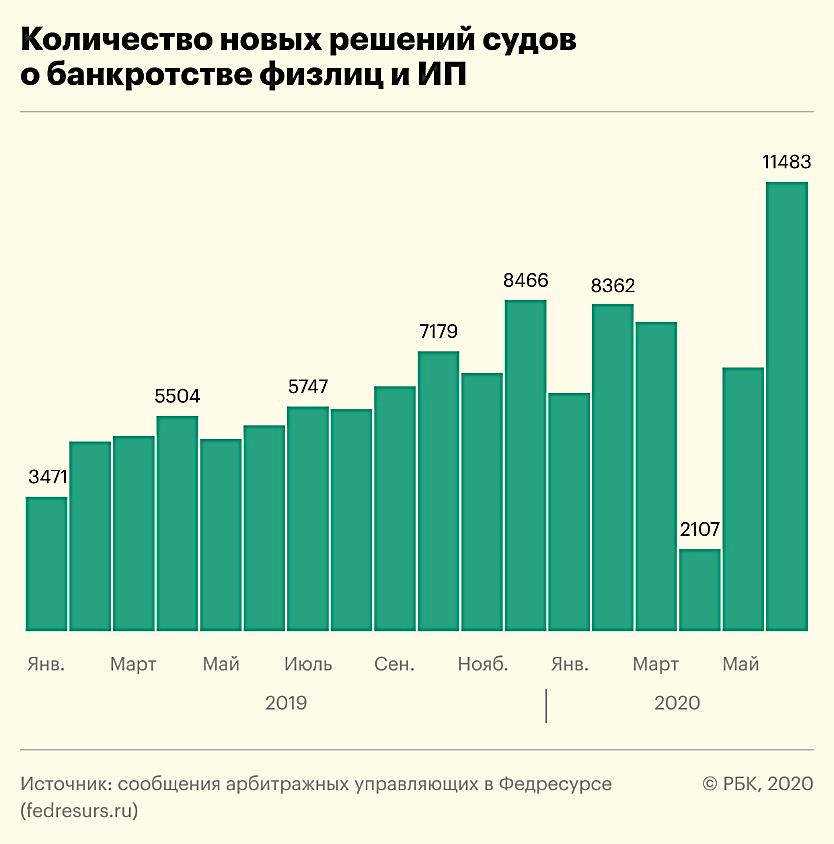 Количество новых решений судов
о банкротстве физлиц и ИП
11483
8466
8362
7179
5747
5504
3471
2107
Янв. Март Май Июль Сен. Нояб. Янв. Март Май
2019 2020
Источник: сообщения арбитражных управляющих в Федресурсе © РБК, 2020
(fedresurs.ru)